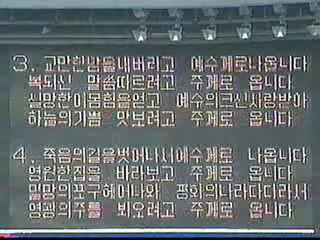 3. 교만한맘을내버리고 예수께로나옵니다
복되신 말씀따르려고 주께로 옵니다
실망한이몸힘을얻고 예수의크신사랑받아
하늘의기쁨 맛보려고 주께로 옵니다
4. 죽음의길을벗어나서예수께로 나옵니다
영원한집을 바라보고 주께로 옵니다
멸망의포구헤어나와 평화의나라다다라서
영광의주를 뵈오려고 주께로 옵니다